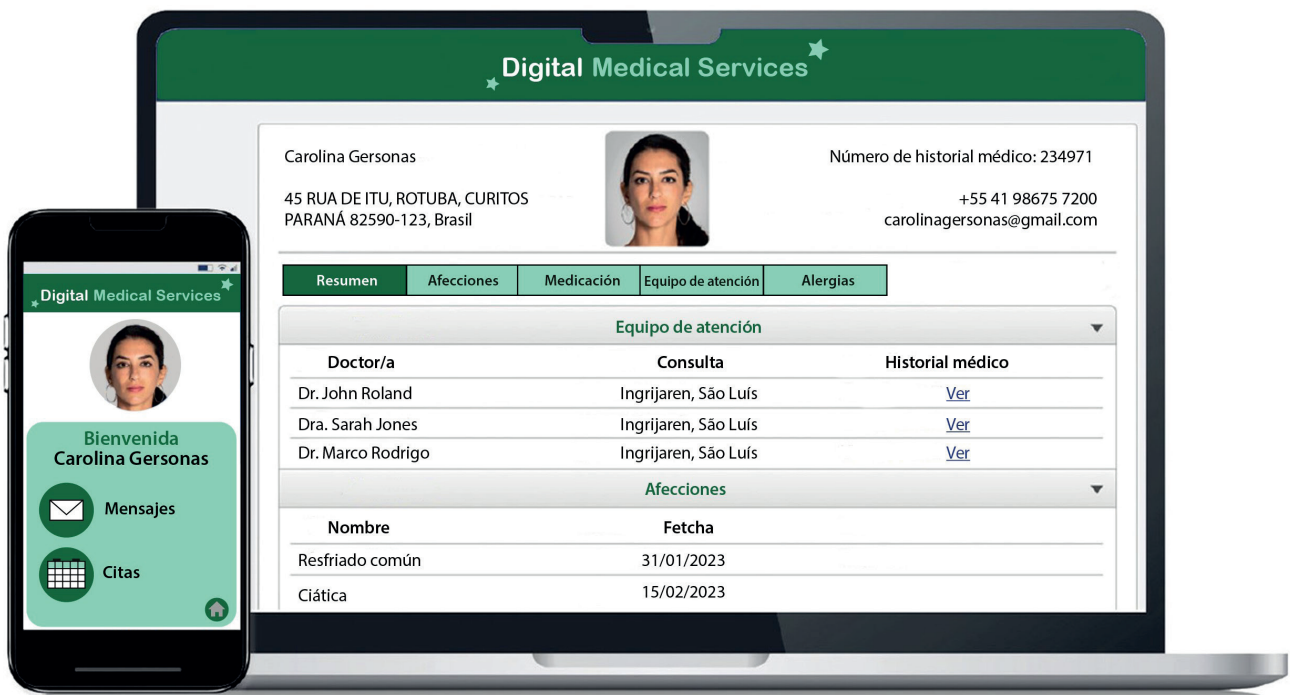 Digital Medical Services
Carolina Gersonas
Número de historial médico: 234971
45 RUA DE ITU, ROTUBA, CURITOS
PARANÁ 82590-123, Brasil
+55 41 98675 7200
carolinagersonas@gmail.com
Resumen Afecciones Medicación Equipo de atención Alergias
Equipo de atención
Doctor/a Consulta Historial médico
Dr. John Roland Ingrijaren, São Luís Ver
Dra. Sarah Jones Ingrijaren, São Luís Ver
Dr. Marco Rodrigo Ingrijaren, São Luís Ver
Afecciones
Nombre Fetcha
Resfriado común 31/01/2023
Ciática 15/02/2023
Digital Medical Services
Bienvenida
Carolina Gersonas
Mensajes
Citas